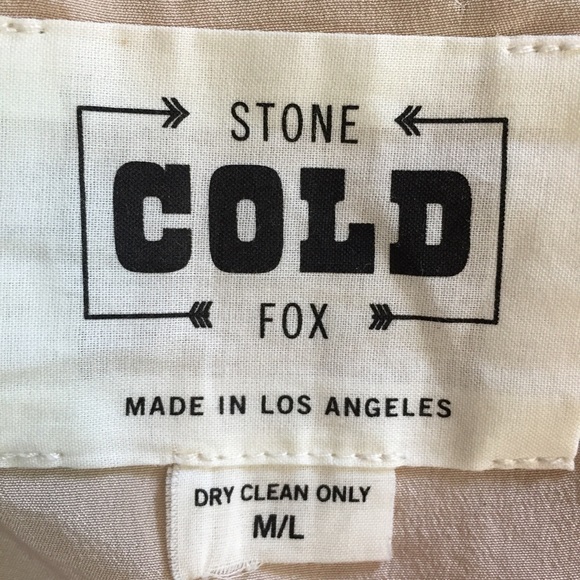 STONE
COLD
FOX
MADE IN LOS ANGELES
DRY CLEAN ONLY
M/L